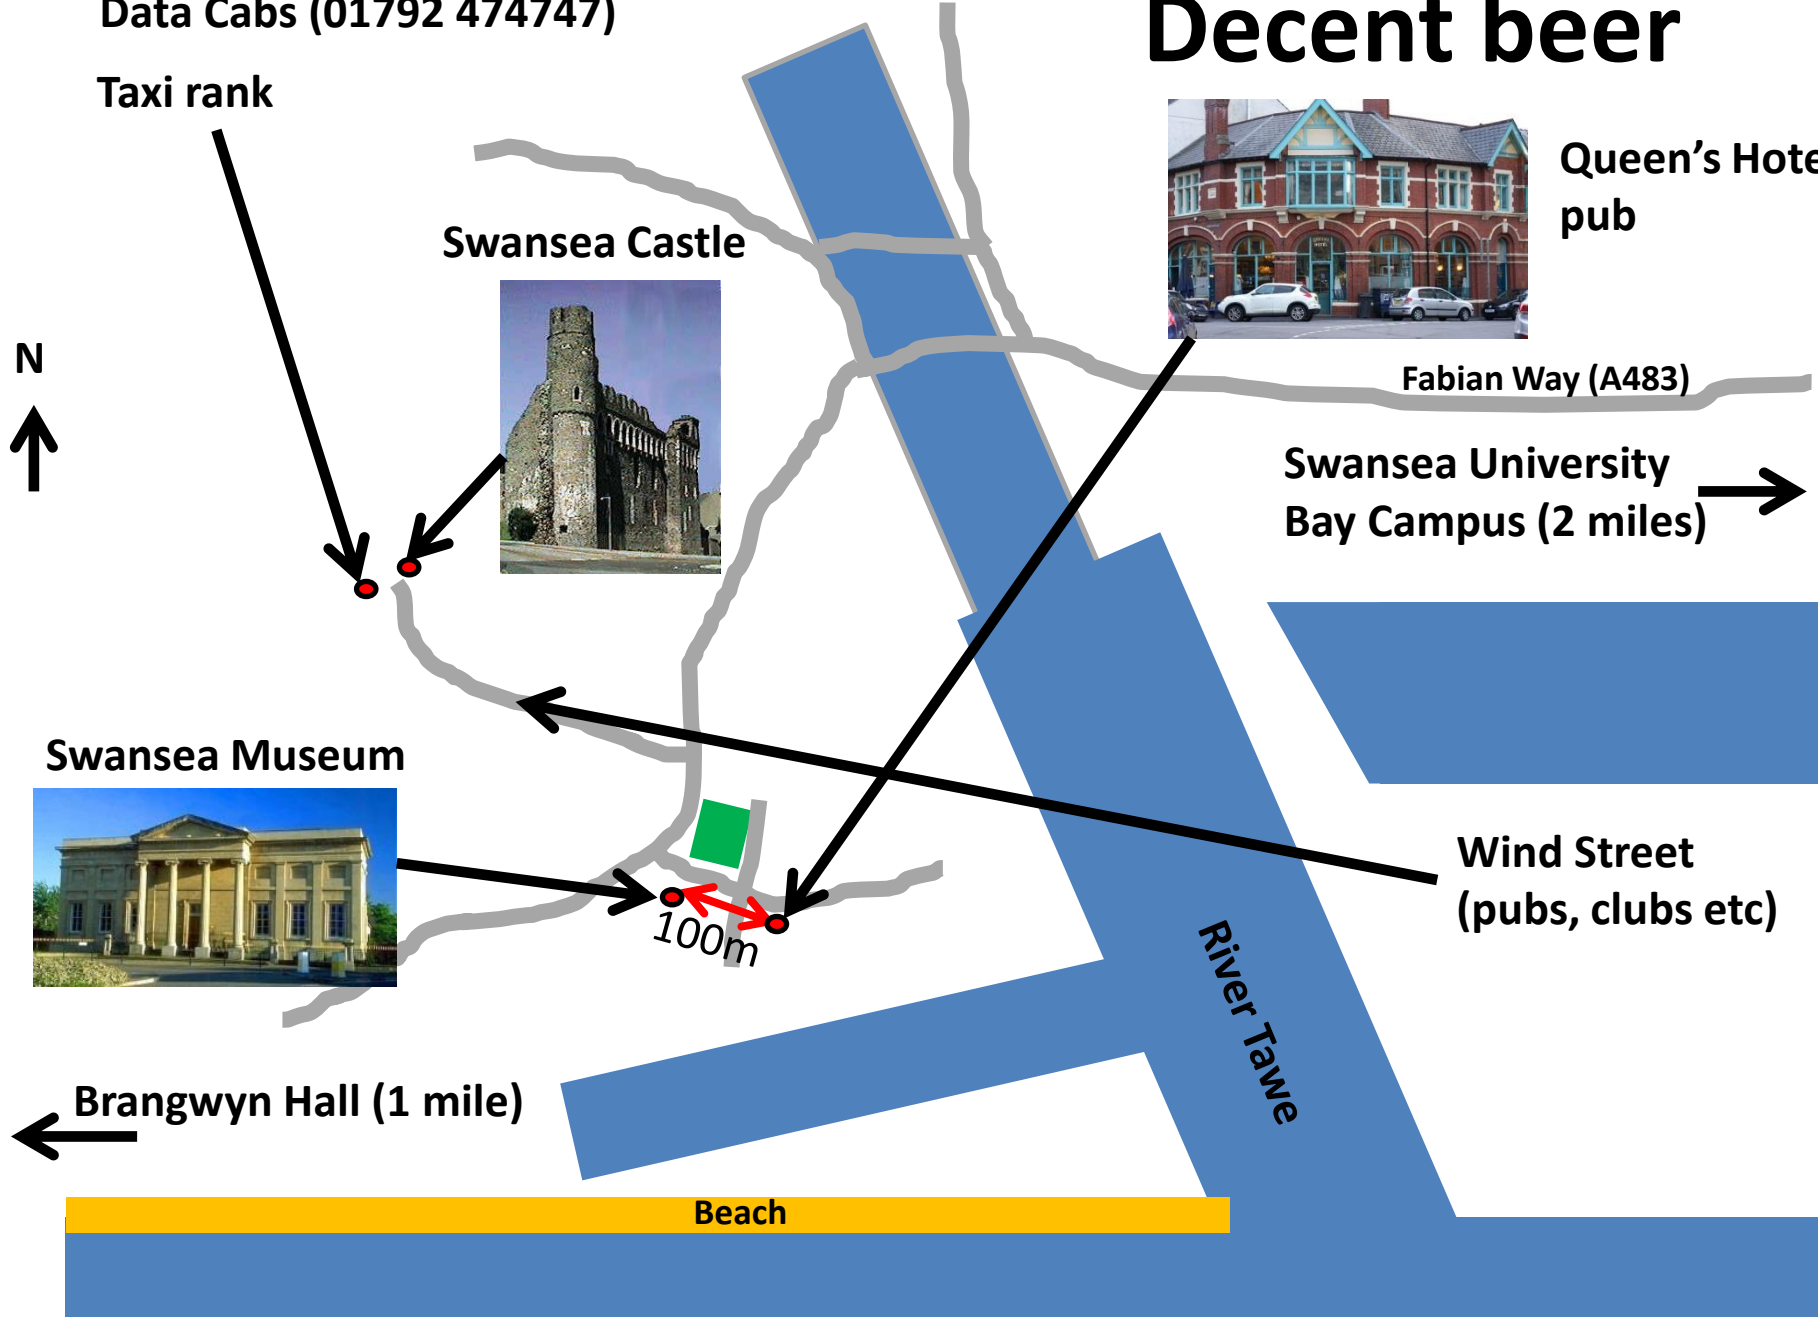 Data Cabs (01792 474747)
Decent beer
Taxi rank
Queen's Hote
pub
Swansea Castle
N
Fabian Way (A483)
Swansea University
Bay Campus (2 miles)
Swansea Museum
Wind Street
(pubs, clubs etc)
100m
River Tawe
Brangwyn Hall (1 mile)
Beach